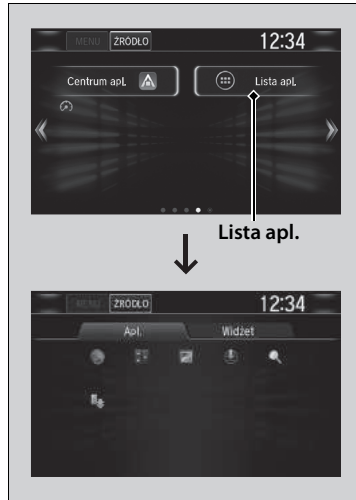 MENU ŹRÓDŁO 12:34
Centrum apl. Lista apl.
Lista apl.
MENU ŹRÓDŁO 12:34
Apl. Widżet